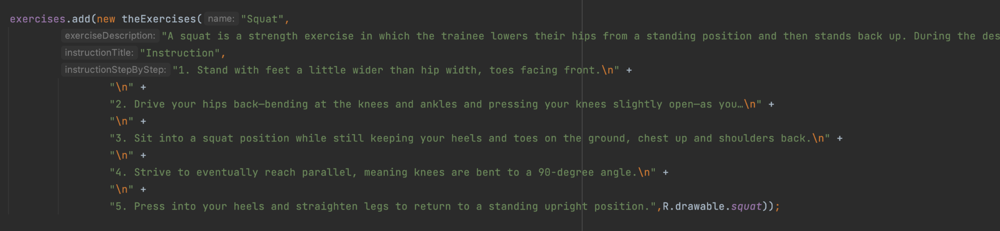 exercises.add(new theExercises( name: "Squat",
exerciseDescription: "A squat is a strength exercise in which the trainee lowers their hips from a standing position and then stands back up. During the des
instructionTitle: "Instruction",
instructionStepByStep: "1. Stand with feet a little wider than hip width, toes facing front.\n" +
"\n" +
"2. Drive your hips back—bending at the knees and ankles and pressing your knees slightly open—as you…\n" +
"\n" +
"3. Sit into a squat position while still keeping your heels and toes on the ground, chest up and shoulders back.\n" +
"\n" +
"4. Strive to eventually reach parallel, meaning knees are bent to a 90-degree angle.\n" +
"\n" +
"5. Press into your heels and straighten legs to return to a standing upright position.",R.drawable.squat));